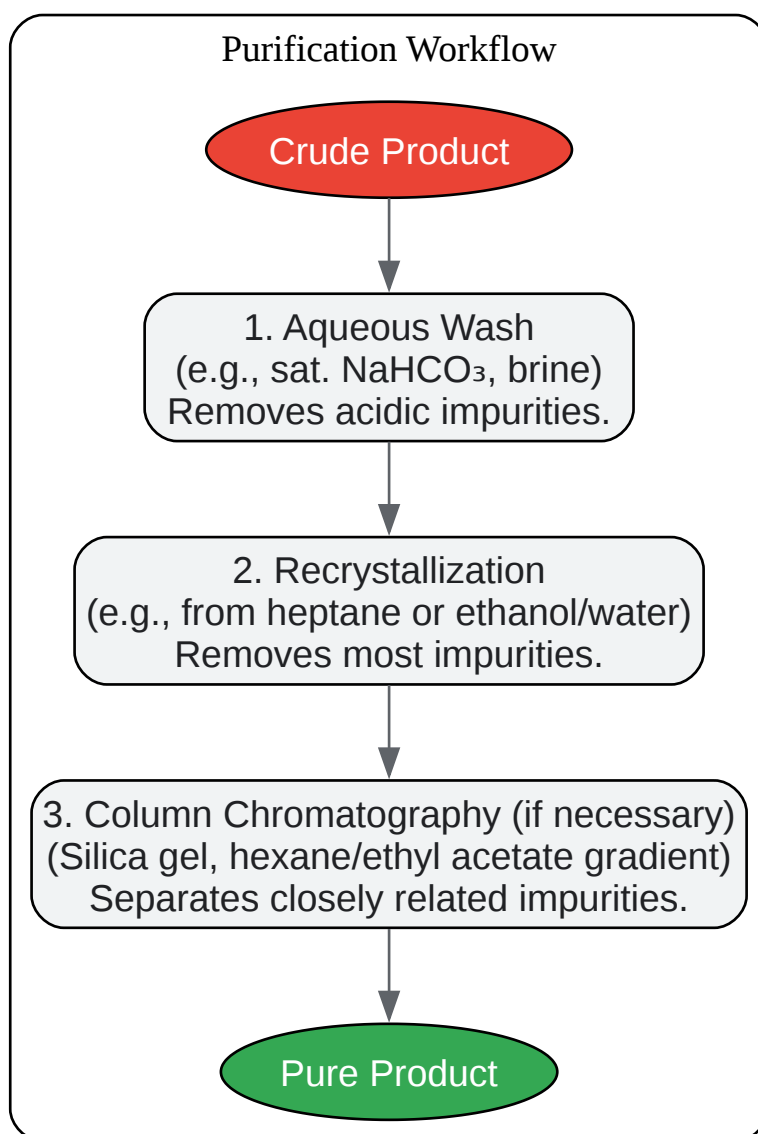 Purification Workflow
Crude Product
1. Aqueous Wash
(e.g., sat. NaHCO₃, brine)
Removes acidic impurities.
2. Recrystallization
(e.g., from heptane or ethanol/water)
Removes most impurities.
3. Column Chromatography (if necessary)
(Silica gel, hexane/ethyl acetate gradient)
Separates closely related impurities.
Pure Product